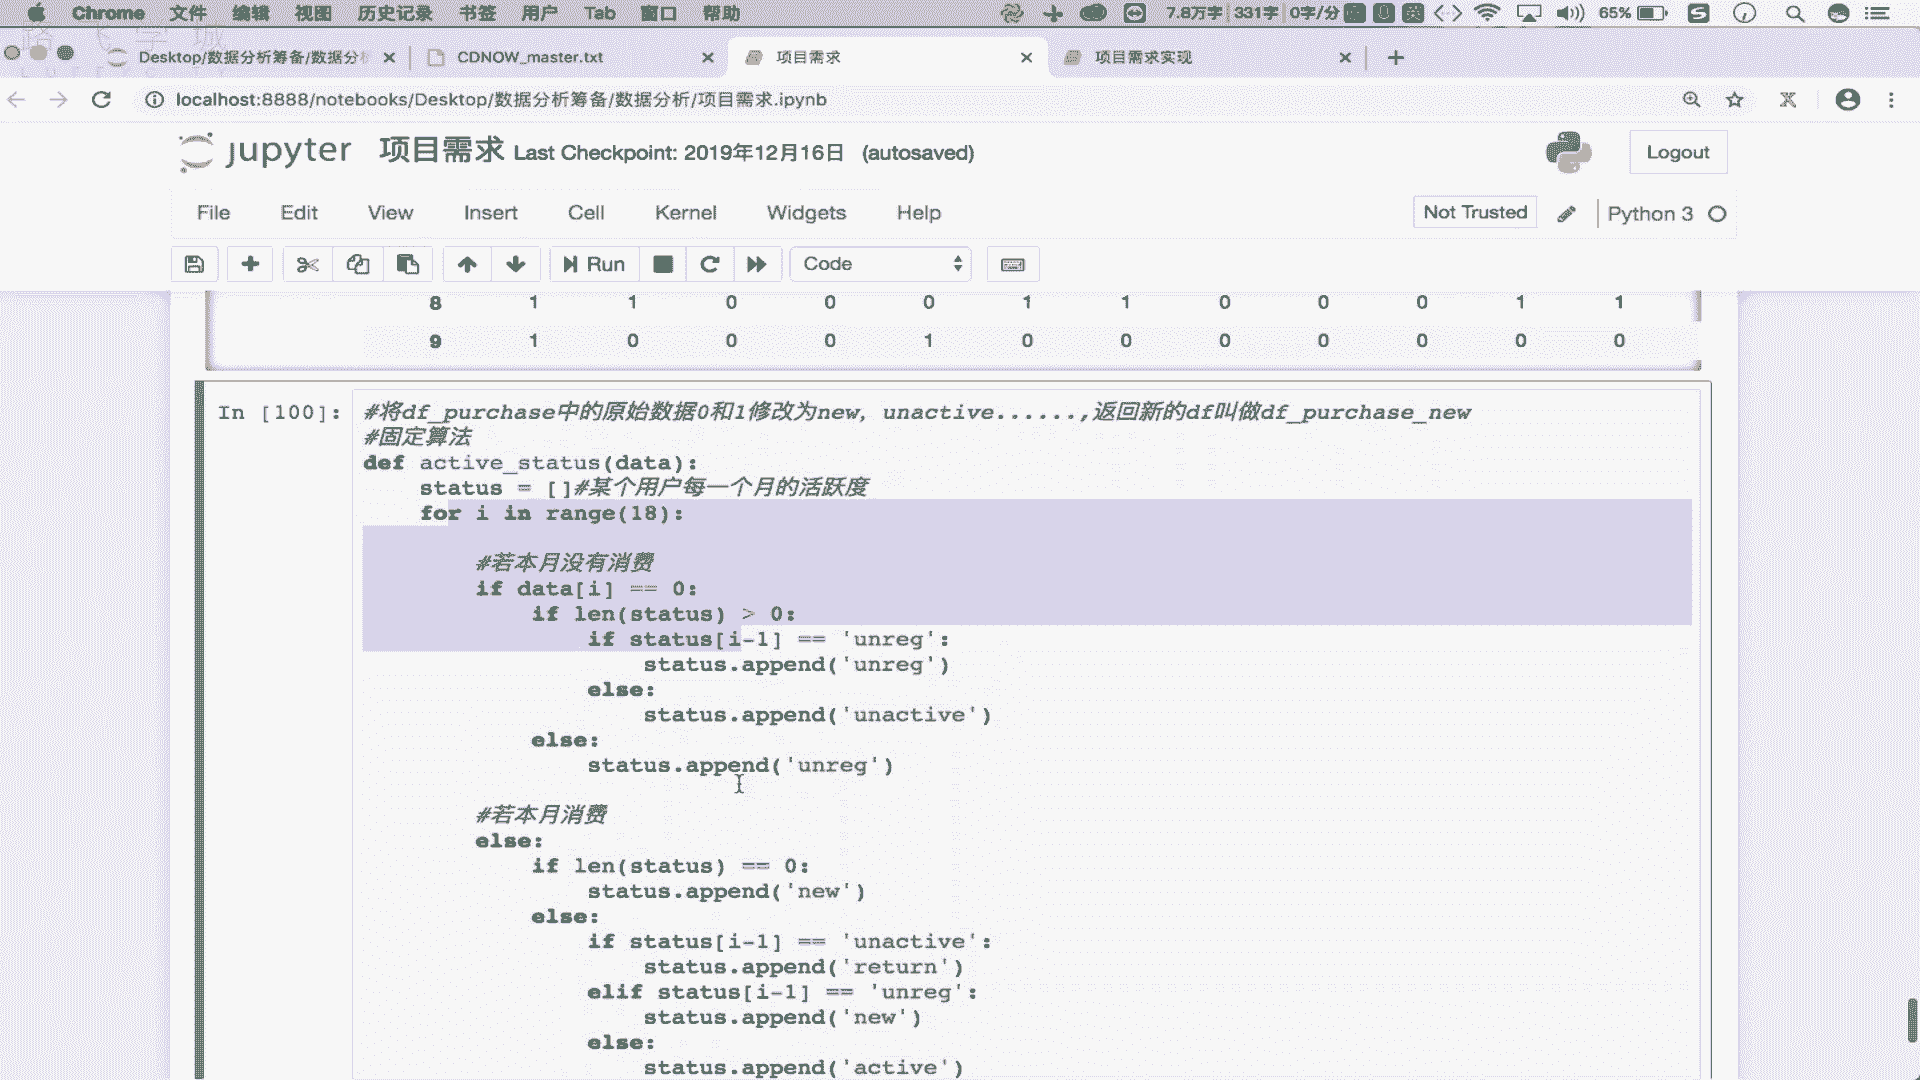 Chrome 文件 编辑 视图 历史记录 书签 用户 Tab 窗口 帮助 7.8万字 331字 0字/分 英 65%
Desktop/数据分析筹备/数据分 CDNOW_master.txt 项目需求 项目需求实现
localhost:8888/notebooks/Desktop/数据分析筹备/数据分析/项目需求.ipynb
jupyter 项目需求 Last Checkpoint: 2019年12月16日 (autosaved) Logout
File Edit View Insert Cell Kernel Widgets Help Not Trusted Python 3
Run Code
8 1 1 0 0 0 1 1 0 0 0 1 1
9 1 0 0 0 1 0 0 0 0 0 0 0
In [100]: #将df_purchase中的原始数据0和1修改为new, unactive......,返回新的df叫做df_purchase_new
#固定算法
def active_status(data):
status = []#某个用户每一个月的活跃度
for i in range(18):
#若本月没有消费
if data[i] == 0:
if len(status) > 0:
if status[i-1] == 'unreg':
status.append('unreg')
else:
status.append('unactive')
else:
status.append('unreg')
#若本月消费
else:
if len(status) == 0:
status.append('new')
else:
if status[i-1] == 'unactive':
status.append('return')
elif status[i-1] == 'unreg':
status.append('new')
else:
status.append('active')